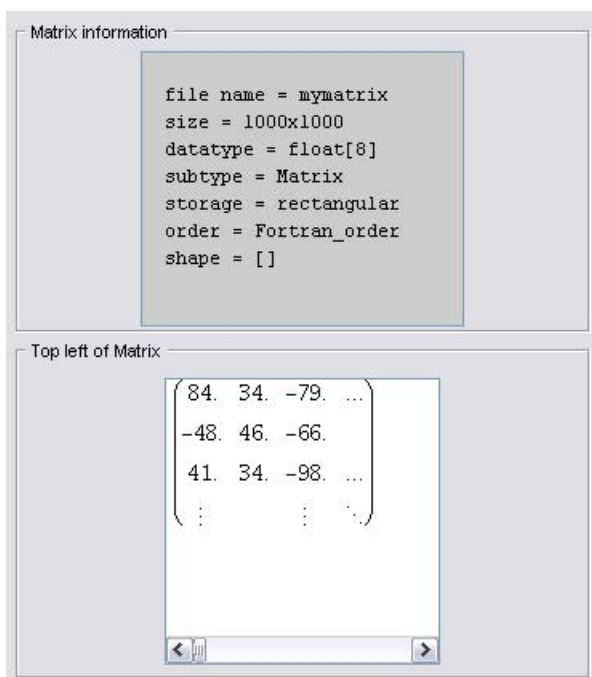 Matrix information
file name = mymatrix
size = 1000x1000
datatype = float[8]
subtype = Matrix
storage = rectangular
order = Fortran_order
shape = []
Top left of Matrix
84. 34. -79. ...
-48. 46. -66.
41. 34. -98. ...
⋮ ⋮ ⋱